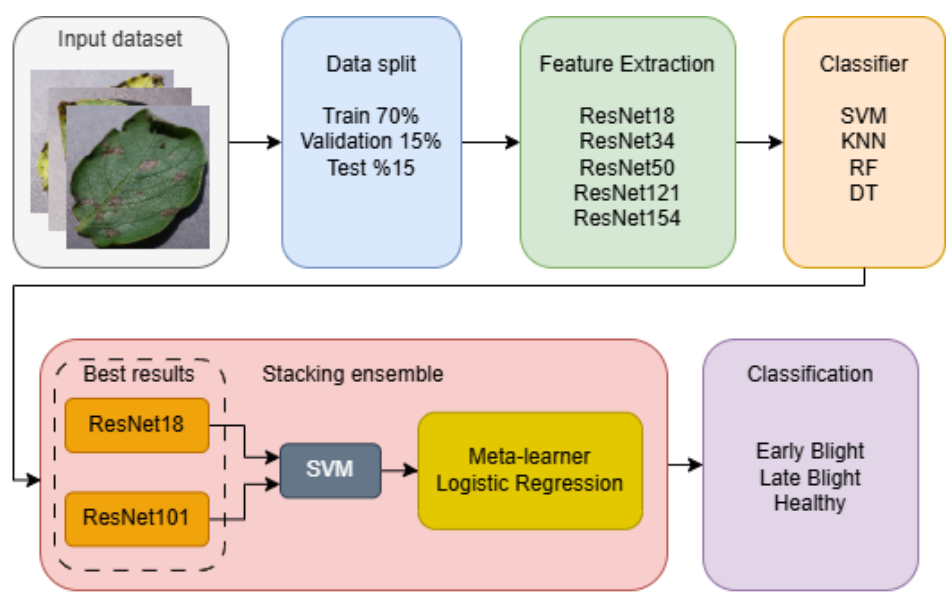 Input dataset
Data split
Train 70%
Validation 15%
Test %15
Feature Extraction
ResNet18
ResNet34
ResNet50
ResNet121
ResNet154
Classifier
SVM
KNN
RF
DT
Best results
ResNet18
ResNet101
Stacking ensemble
SVM
Meta-learner
Logistic Regression
Classification
Early Blight
Late Blight
Healthy